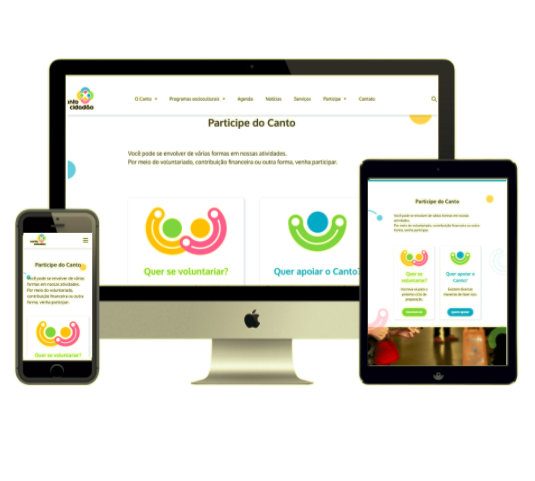 nto
cidadão
O Canto
Programas socioculturais
Agenda
Notícias
Serviços
Participe
Contato
Participe do Canto
Você pode se envolver de várias formas em nossas atividades.
Por meio do voluntariado, contribuição financeira ou outra forma, venha participar.
Quer se voluntariar?
Quer apoiar o Canto?
Participe do Canto
Você pode se envolver de várias
formas em nossas atividades.
Por meio do voluntariado,
contribuição financeira ou outra
forma, venha participar.
Quer se voluntariar?
Participe do Canto
Você pode se envolver de várias formas em nossas
atividades.
Por meio do voluntariado, contribuição financeira ou outra
forma, venha participar.
Quer se
voluntariar?
Quer apoiar o
Canto?